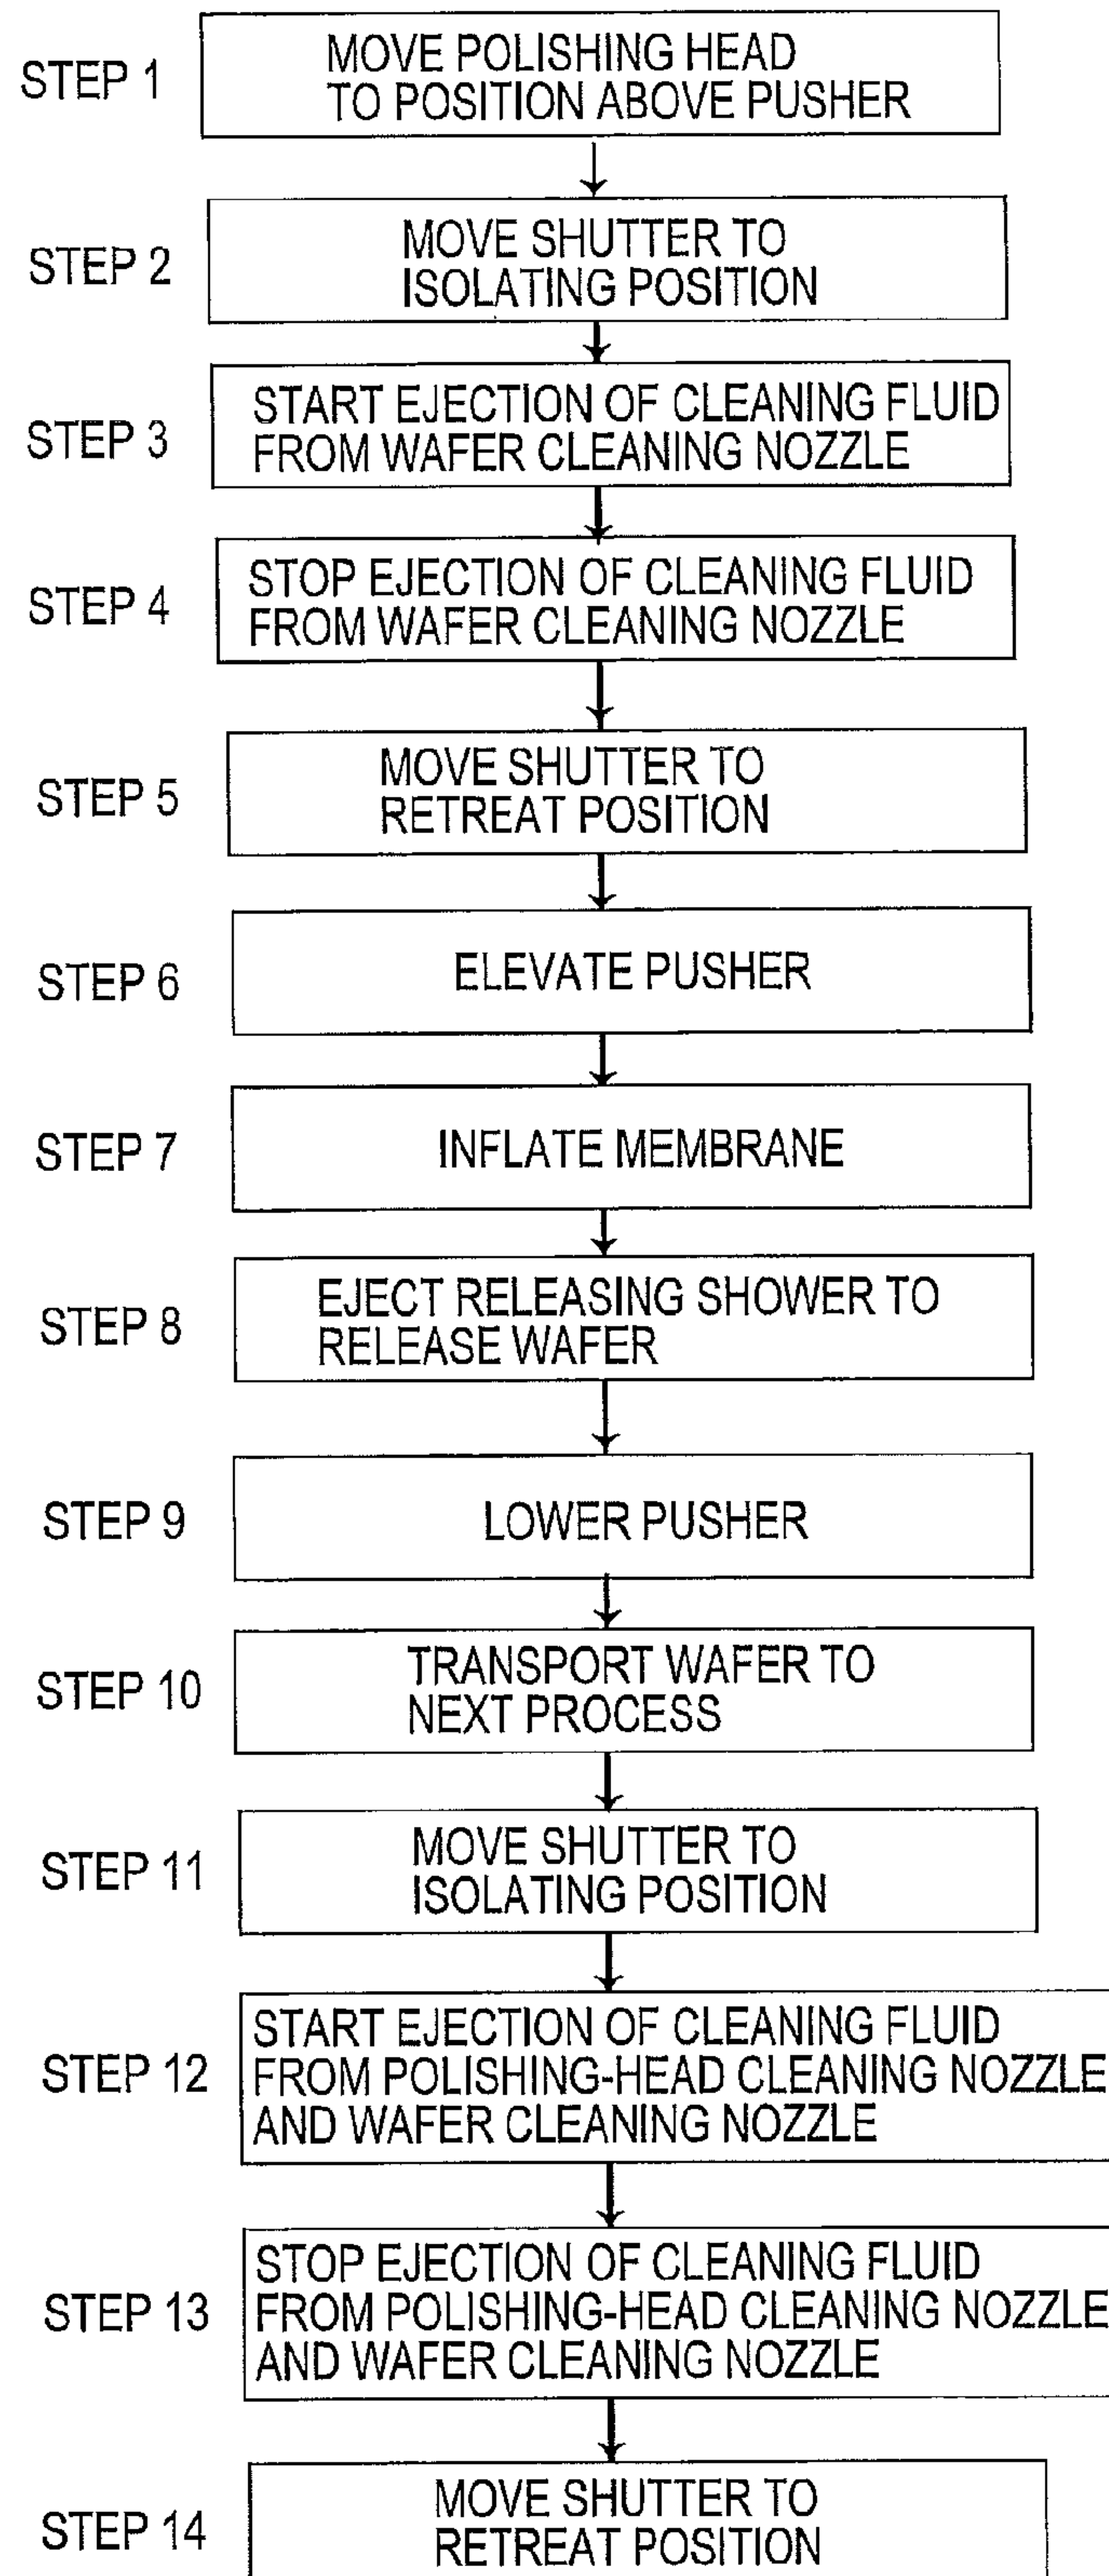 STEP 1
MOVE POLISHING HEAD
TO POSITION ABOVE PUSHER
STEP 2
MOVE SHUTTER TO
ISOLATING POSITION
STEP 3
START EJECTION OF CLEANING FLUID
FROM WAFER CLEANING NOZZLE
STEP 4
STOP EJECTION OF CLEANING FLUID
FROM WAFER CLEANING NOZZLE
STEP 5
MOVE SHUTTER TO
RETREAT POSITION
STEP 6
ELEVATE PUSHER
STEP 7
INFLATE MEMBRANE
STEP 8
EJECT RELEASING SHOWER TO
RELEASE WAFER
STEP 9
LOWER PUSHER
STEP 10
TRANSPORT WAFER TO
NEXT PROCESS
STEP 11
MOVE SHUTTER TO
ISOLATING POSITION
STEP 12
START EJECTION OF CLEANING FLUID
FROM POLISHING-HEAD CLEANING NOZZLE
AND WAFER CLEANING NOZZLE
STEP 13
STOP EJECTION OF CLEANING FLUID
FROM POLISHING-HEAD CLEANING NOZZLE
AND WAFER CLEANING NOZZLE
STEP 14
MOVE SHUTTER TO
RETREAT POSITION